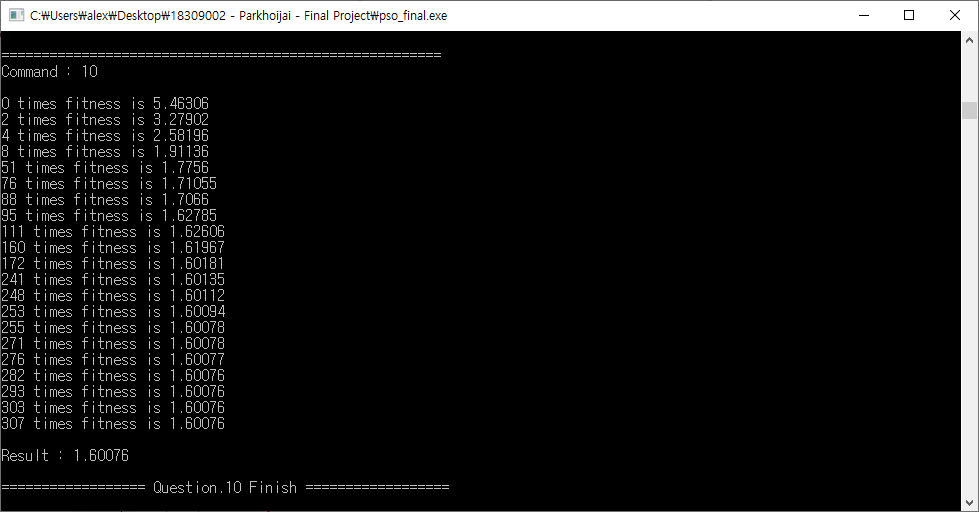 C:₩Users₩alex₩Desktop₩18309002 - Parkhoijai - Final Project₩pso_final.exe
=======================================================
Command : 10
0 times fitness is 5.46306
2 times fitness is 3.27902
4 times fitness is 2.58196
8 times fitness is 1.91136
51 times fitness is 1.7756
76 times fitness is 1.71055
88 times fitness is 1.7066
95 times fitness is 1.62785
111 times fitness is 1.62606
160 times fitness is 1.61967
172 times fitness is 1.60181
241 times fitness is 1.60135
248 times fitness is 1.60112
253 times fitness is 1.60094
255 times fitness is 1.60078
271 times fitness is 1.60078
276 times fitness is 1.60077
282 times fitness is 1.60076
293 times fitness is 1.60076
303 times fitness is 1.60076
307 times fitness is 1.60076
Result : 1.60076
================== Question.10 Finish ==================